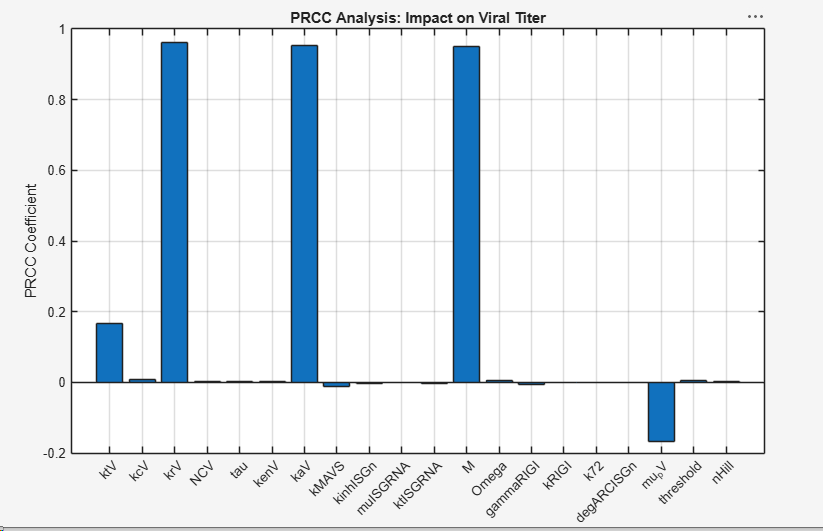 PRCC Analysis: Impact on Viral Titer
1
0.8
0.6
0.4
0.2
0
-0.2
PRCC Coefficient
ktV
kcV
krV
NCV
tau
kenV
kaV
kMAVS
kinhISGn
muISGRNA
ktISGRNA
M
Omega
gammaRIGI
kRIGI
k72
degARCISGn
mupV
threshold
nHill